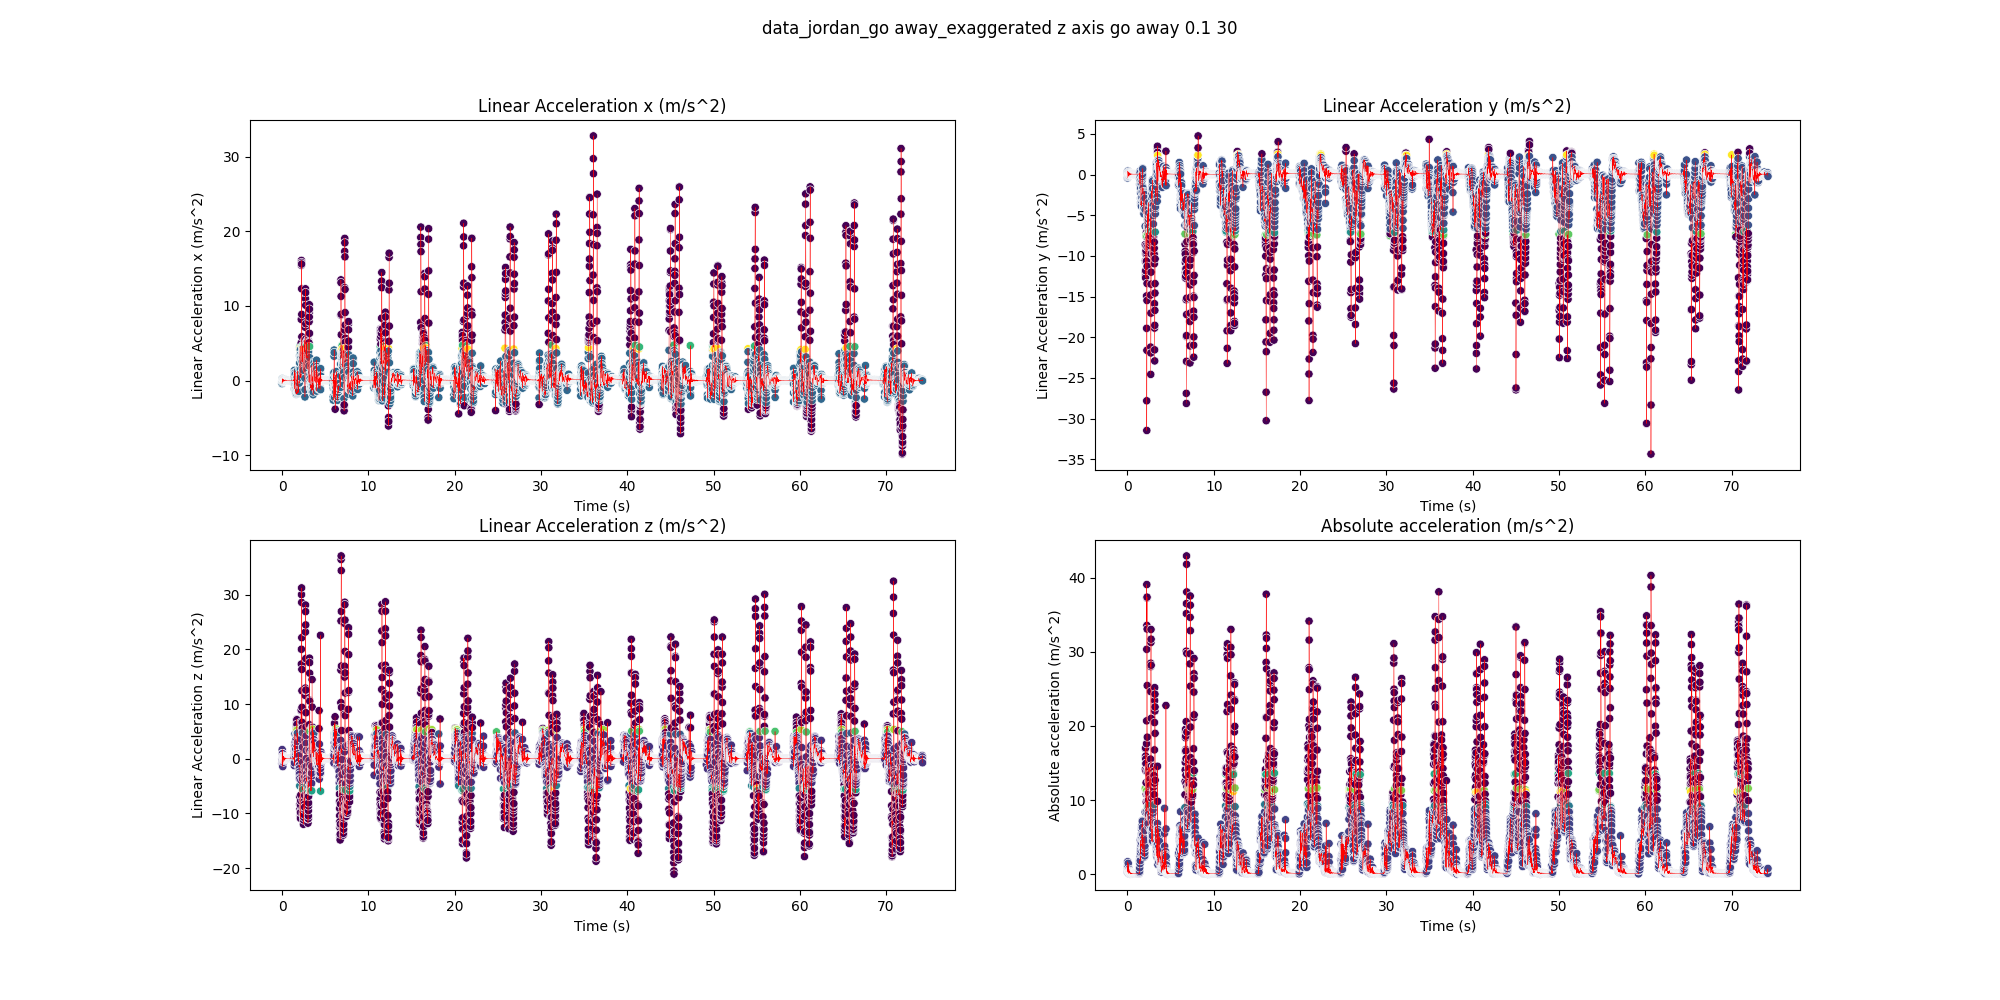 data_jordan_go away_exaggerated z axis go away 0.1 30
Linear Acceleration x (m/s^2)
Linear Acceleration x (m/s^2)
30
20
10
0
−10
0 10 20 30 40 50 60 70
Time (s)
Linear Acceleration y (m/s^2)
Linear Acceleration y (m/s^2)
5
0
−5
−10
−15
−20
−25
−30
−35
0 10 20 30 40 50 60 70
Time (s)
Linear Acceleration z (m/s^2)
Linear Acceleration z (m/s^2)
30
20
10
0
−10
−20
0 10 20 30 40 50 60 70
Time (s)
Absolute acceleration (m/s^2)
Absolute acceleration (m/s^2)
40
30
20
10
0
0 10 20 30 40 50 60 70
Time (s)